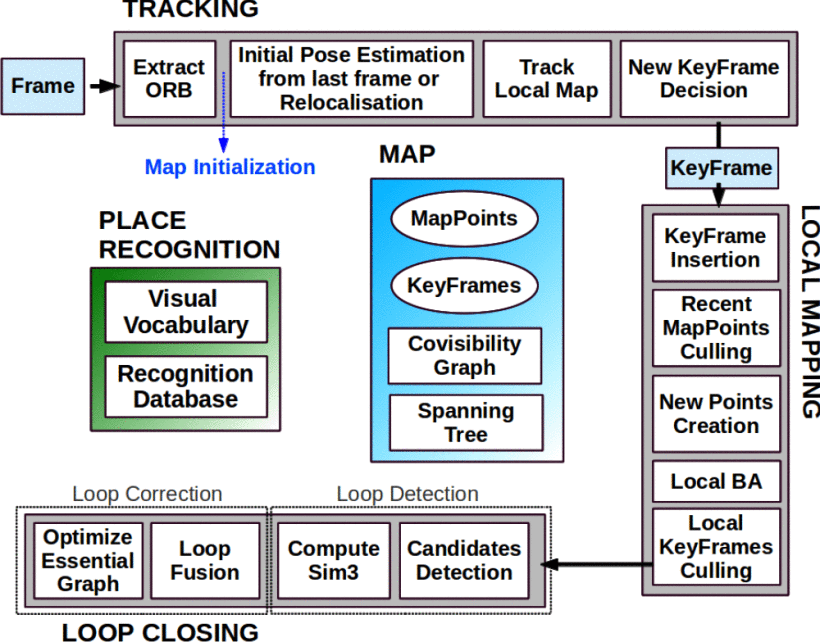 TRACKING
Frame
Extract
ORB
Initial Pose Estimation
from last frame or
Relocalisation
Track
Local Map
New KeyFrame
Decision
Map Initialization
KeyFrame
MAP
MapPoints
KeyFrames
Covisibility
Graph
Spanning
Tree
PLACE
RECOGNITION
Visual
Vocabulary
Recognition
Database
LOCAL MAPPING
KeyFrame
Insertion
Recent
MapPoints
Culling
New Points
Creation
Local BA
Local
KeyFrames
Culling
Loop Correction
Loop Detection
Optimize
Essential
Graph
Loop
Fusion
Compute
Sim3
Candidates
Detection
LOOP CLOSING